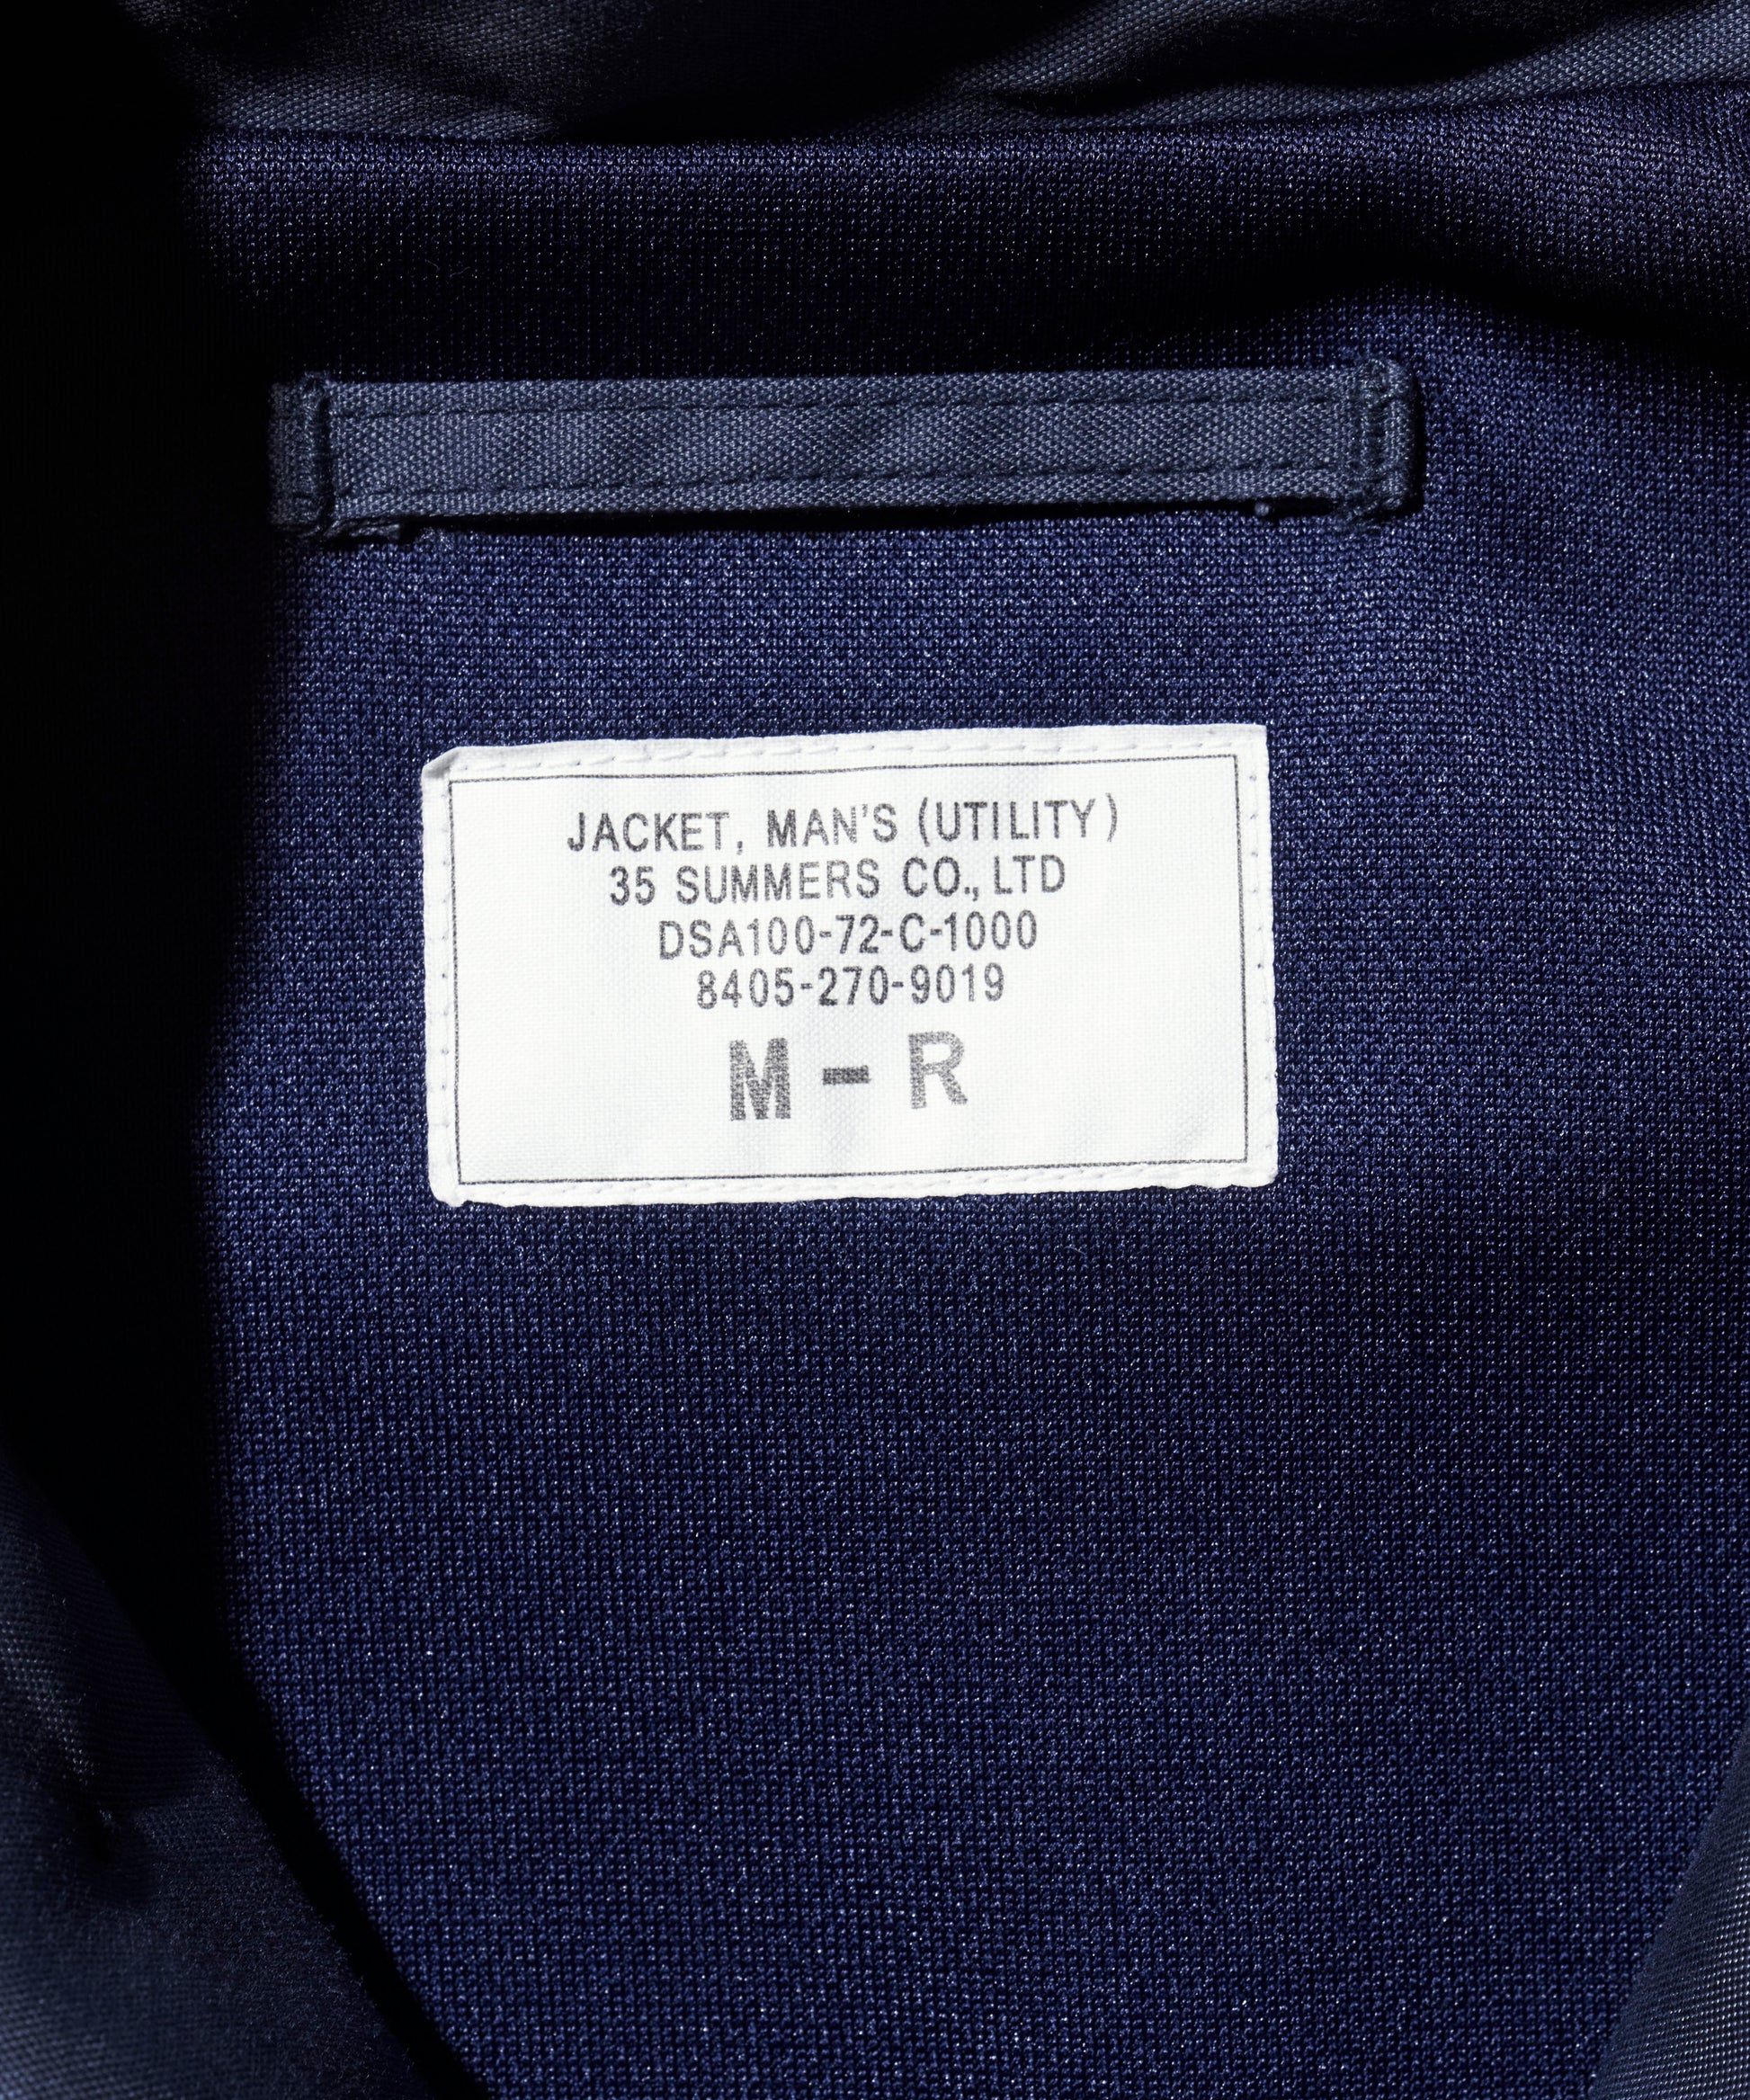 JACKET, MAN'S (UTILITY)
35 SUMMERS CO., LTD
DSA100-72-C-1000
8405-270-9019
M - R